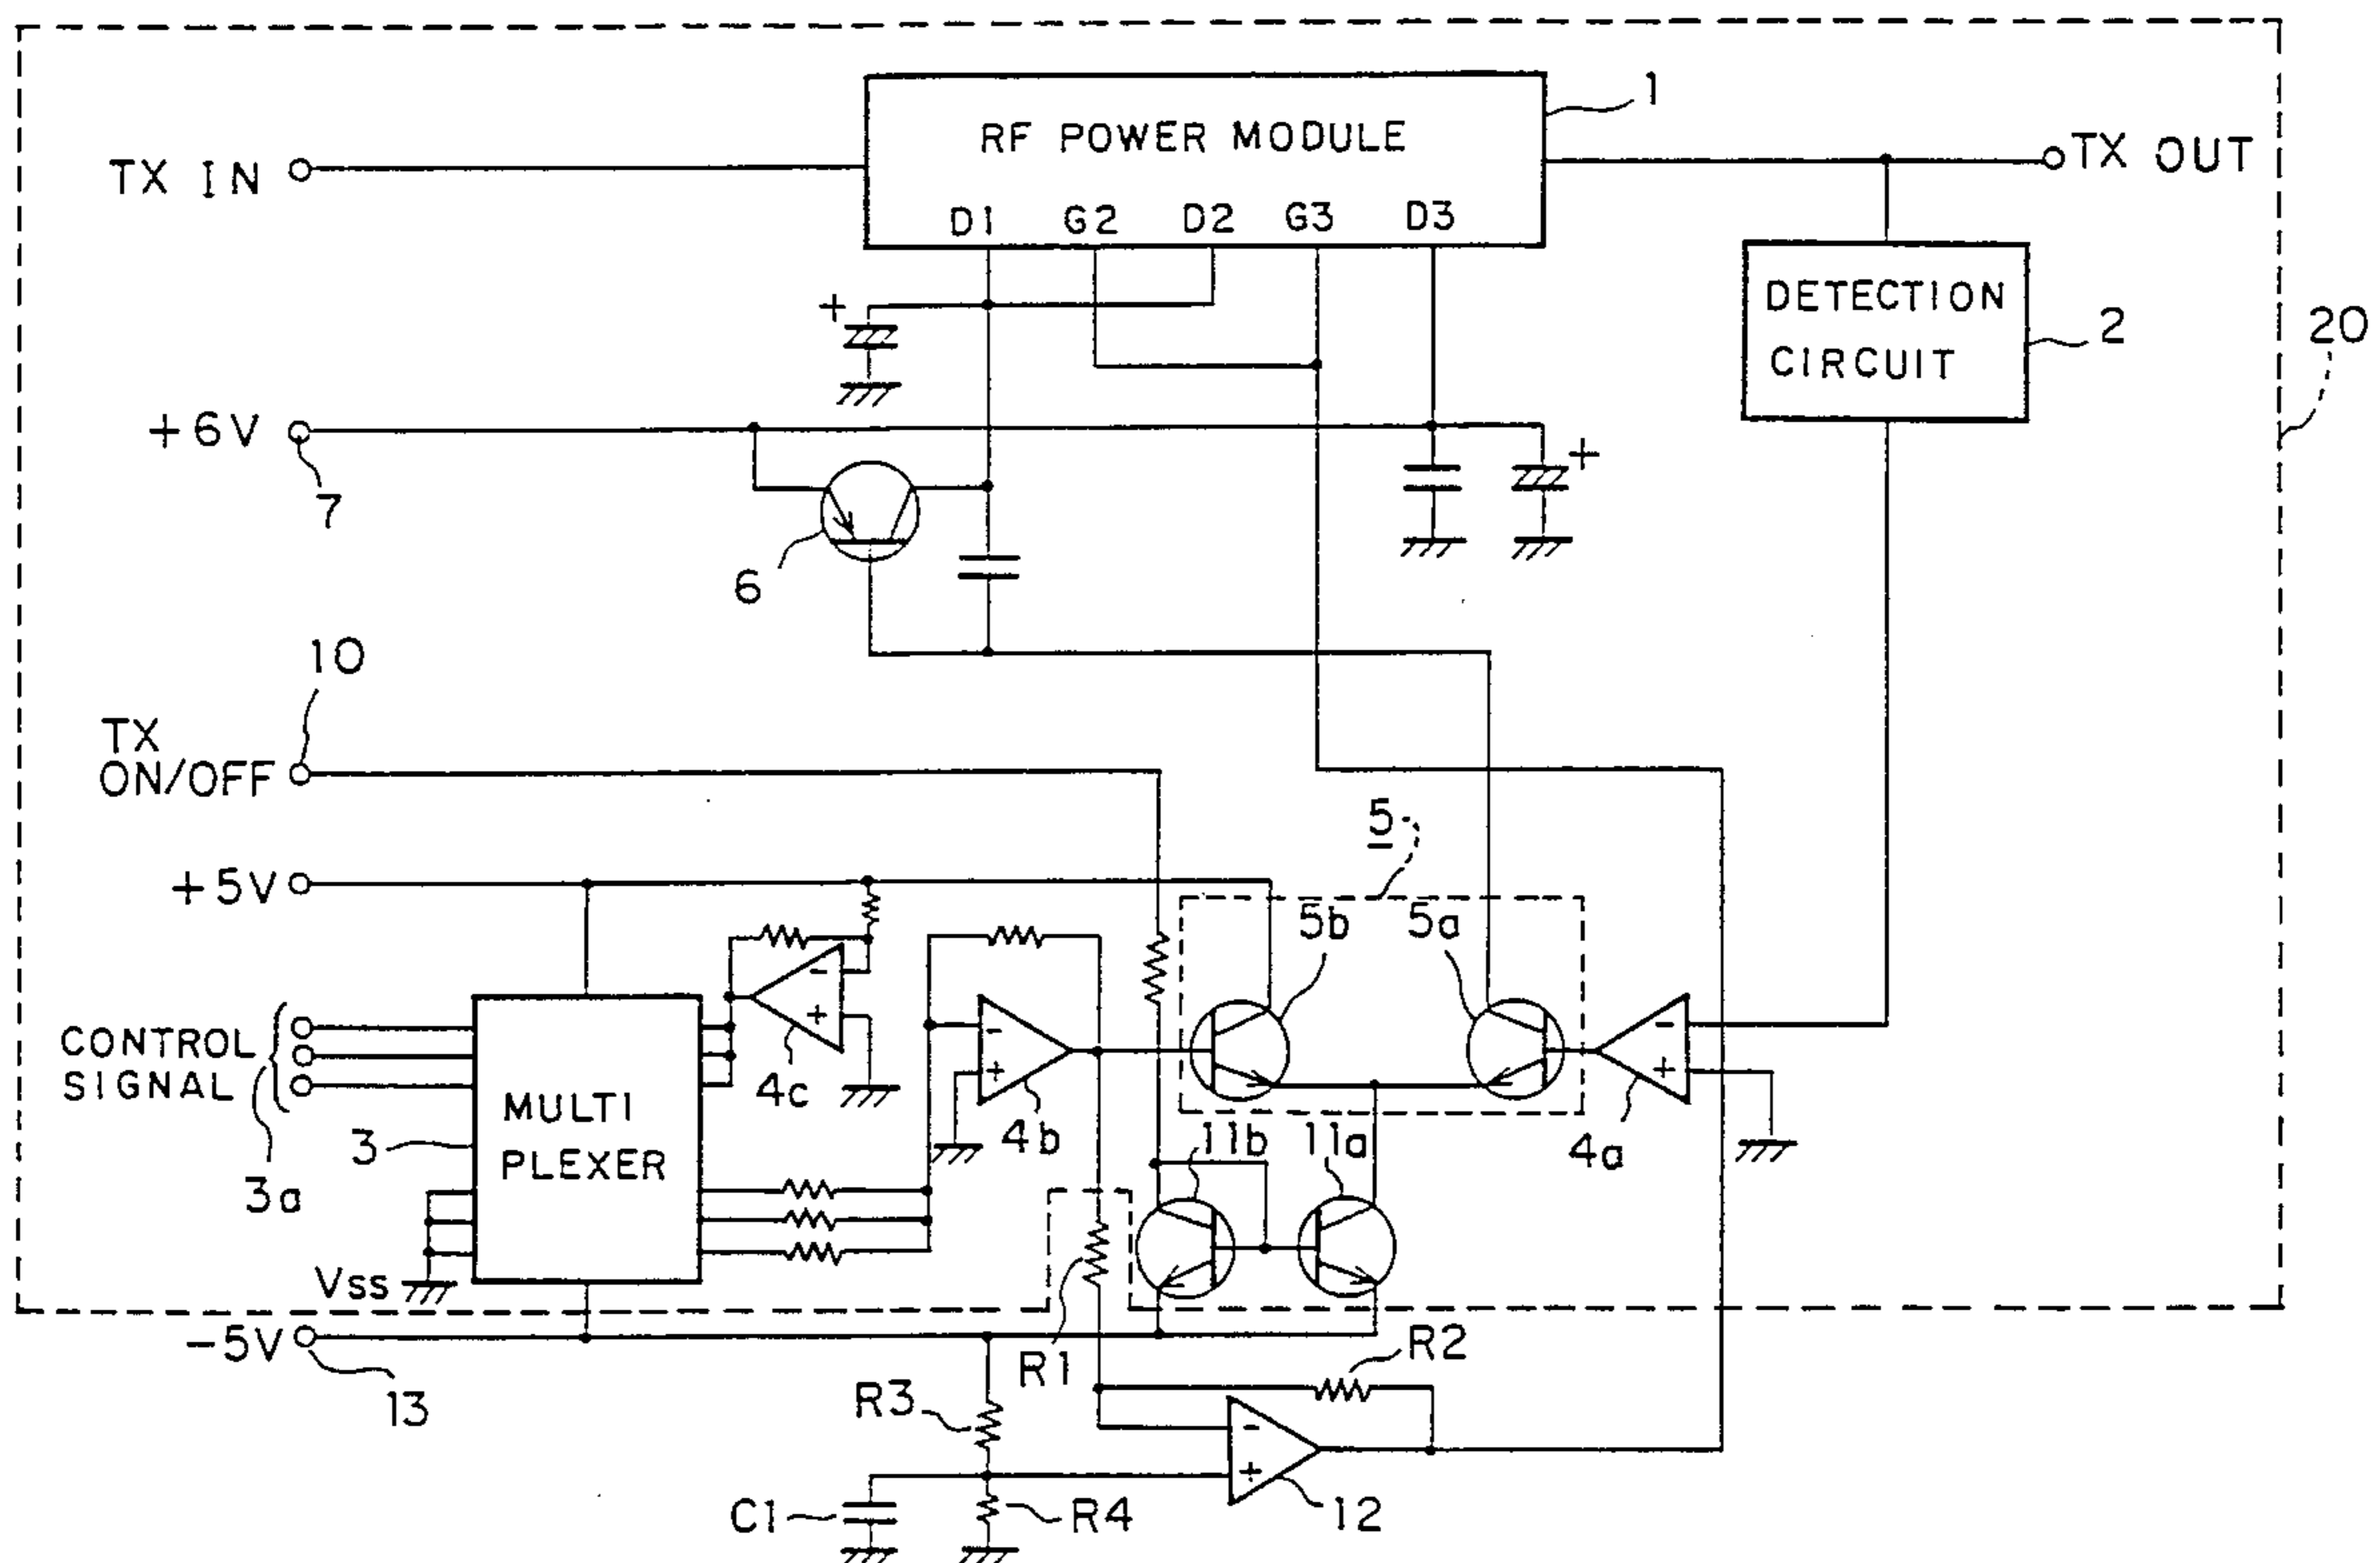 1
RF POWER MODULE
TX IN
TX OUT
D1 G2 D2 G3 D3
DETECTION
CIRCUIT
2
20
+
+6V
7
+
6
10
TX
ON/OFF
5
+5V
5b
5a
-
+
4c
-
+
4b
-
+
4a
CONTROL
SIGNAL
3a
3
MULTI
PLEXER
11b
11a
Vss
-5V
13
R1
R2
R3
-
+
12
C1
R4